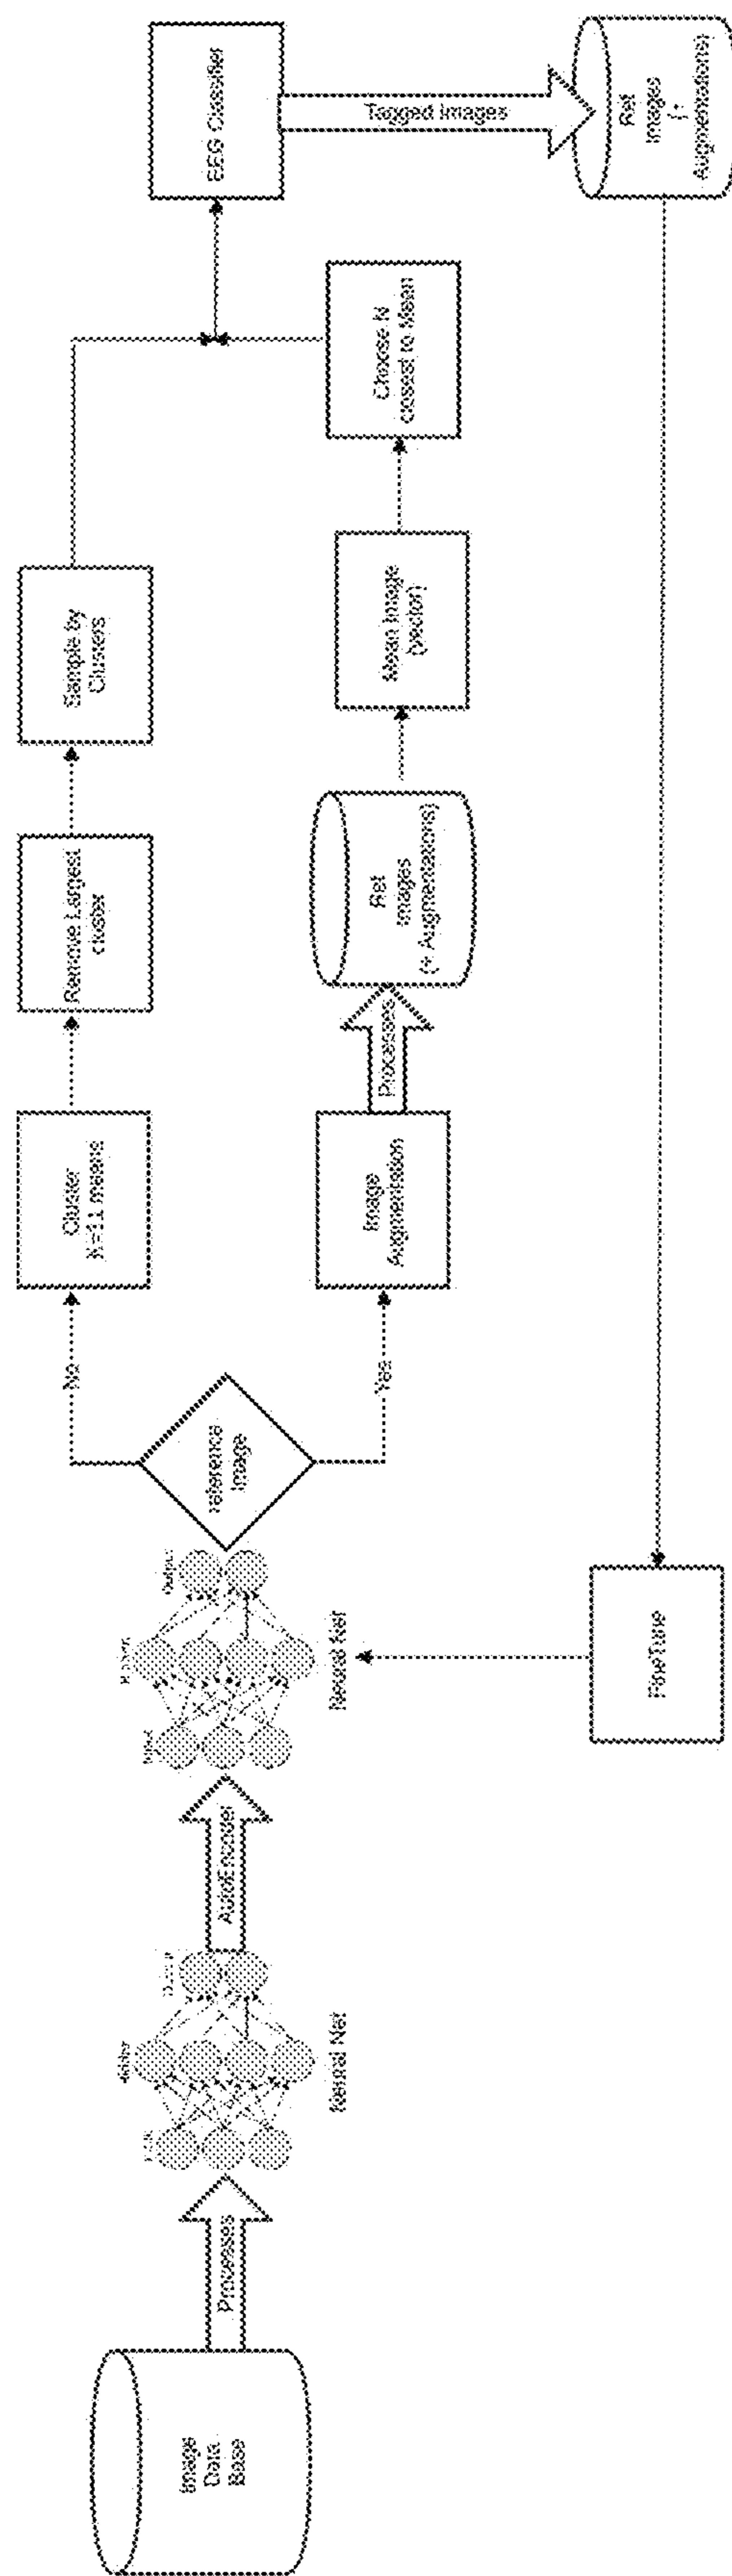 Image
Data
Base
Processes
Neural Net
AutoEncoder
Input
Output
Neural Net
reference
image
No
Yes
Cluster
Remove Largest
cluster
Sample by
Clusters
Image
Augmentation
Processes
Ref
Images
(+ Augmentations)
Mean Image
(vector)
Choose N
closest to Mean
EEG Classifier
Tagged Images
Ref
Images
Augmentations)
FineTune